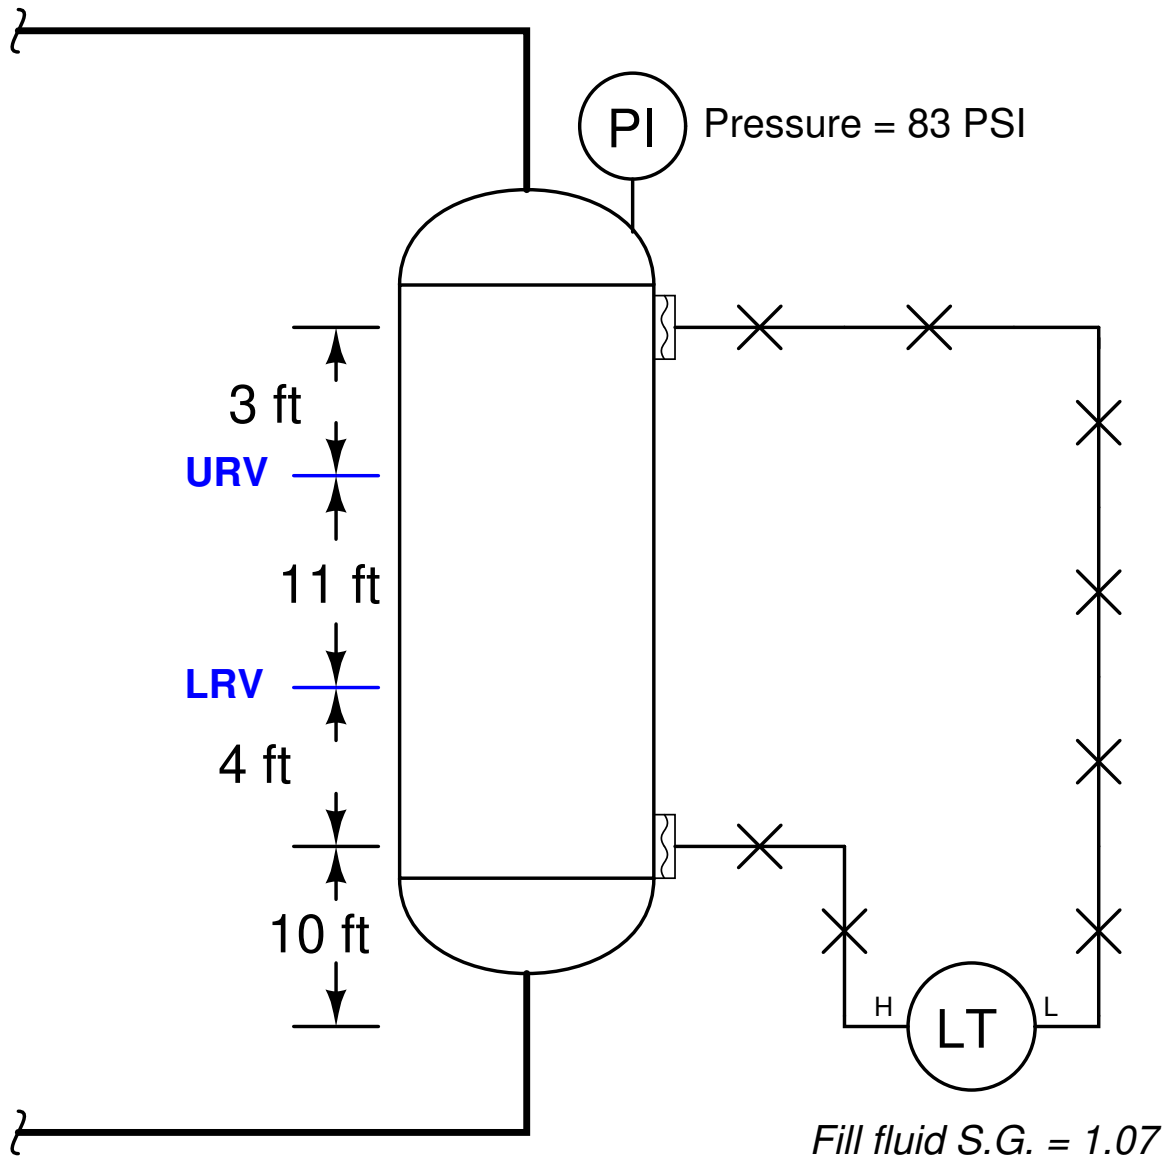 PI
Pressure = 83 PSI
3 ft
URV
11 ft
LRV
4 ft
10 ft
H
LT
L
Fill fluid S.G. = 1.07